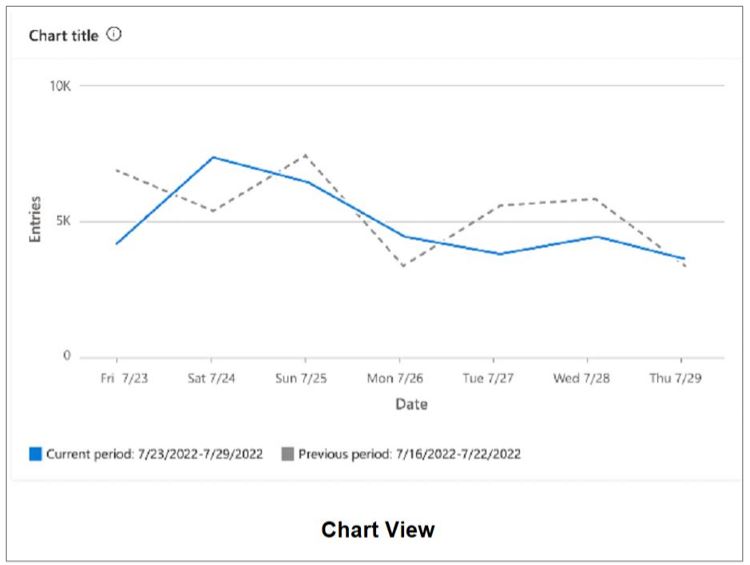 Chart title
10K
5K
0
Entries
Fri 7/23 Sat 7/24 Sun 7/25 Mon 7/26 Tue 7/27 Wed 7/28 Thu 7/29
Date
Current period: 7/23/2022-7/29/2022 Previous period: 7/16/2022-7/22/2022
Chart View